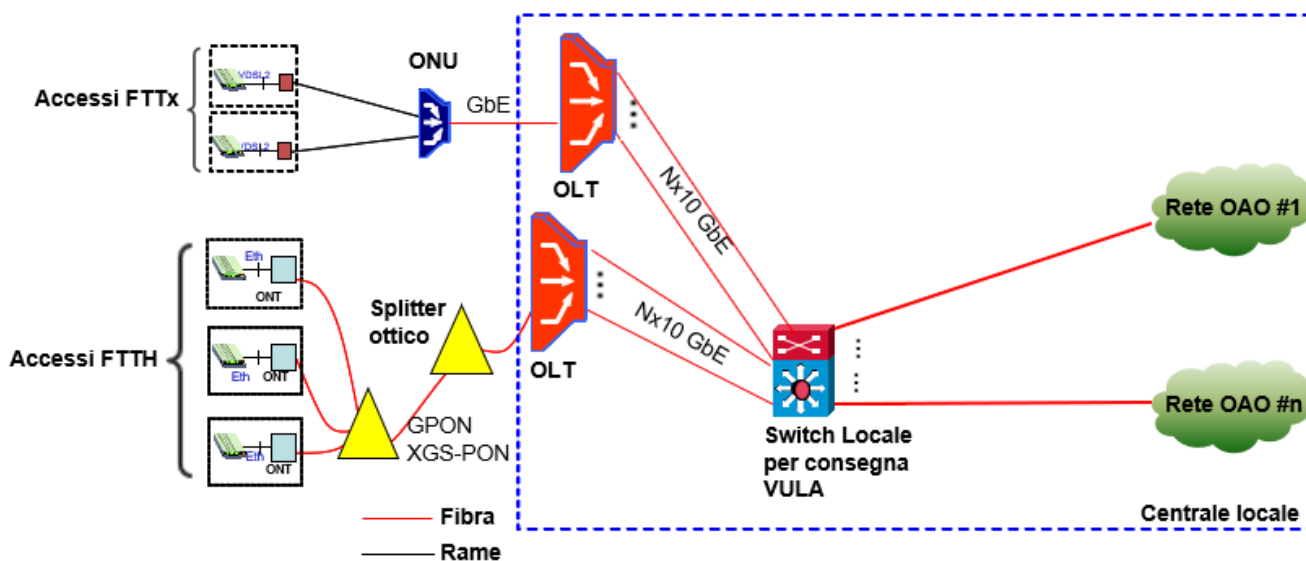 Accessi FTTx
VDSL2
VDSL2
ONU
GbE
OLT
Nx10 GbE
Rete OAO #1
Accessi FTTH
Eth
ONT
Eth
ONT
Eth
ONT
Splitter
ottico
GPON
XGS-PON
OLT
Nx10 GbE
Switch Locale
per consegna
VULA
Rete OAO #n
Centrale locale
Fibra
Rame